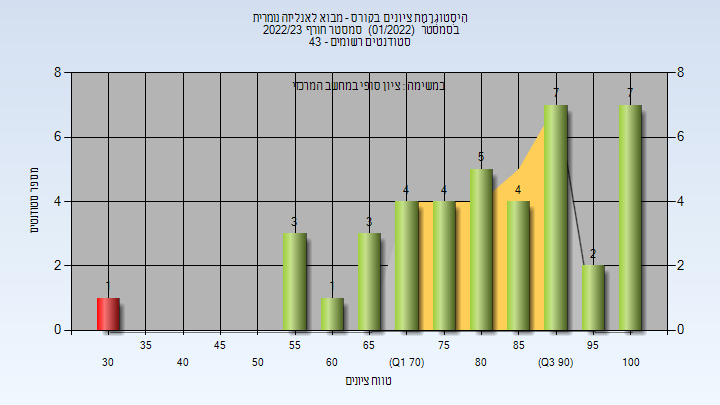 היסטוגרמת ציונים בקורס - מבוא לאנליזה נומרית
בסמסטר (01/2022) סמסטר חורף 2022/23
סטודנטים רשומים - 43
במשימה : ציון סופי במחשב המרכזי
מספר סטודנטים
8 8
6 6
4 4
2 2
0 0
1 3 1 3 4 4 5 4 7 2 7
35 45 55 65 75 85 95
30 40 50 60 (Q1 70) 80 (Q3 90) 100
טווח ציונים